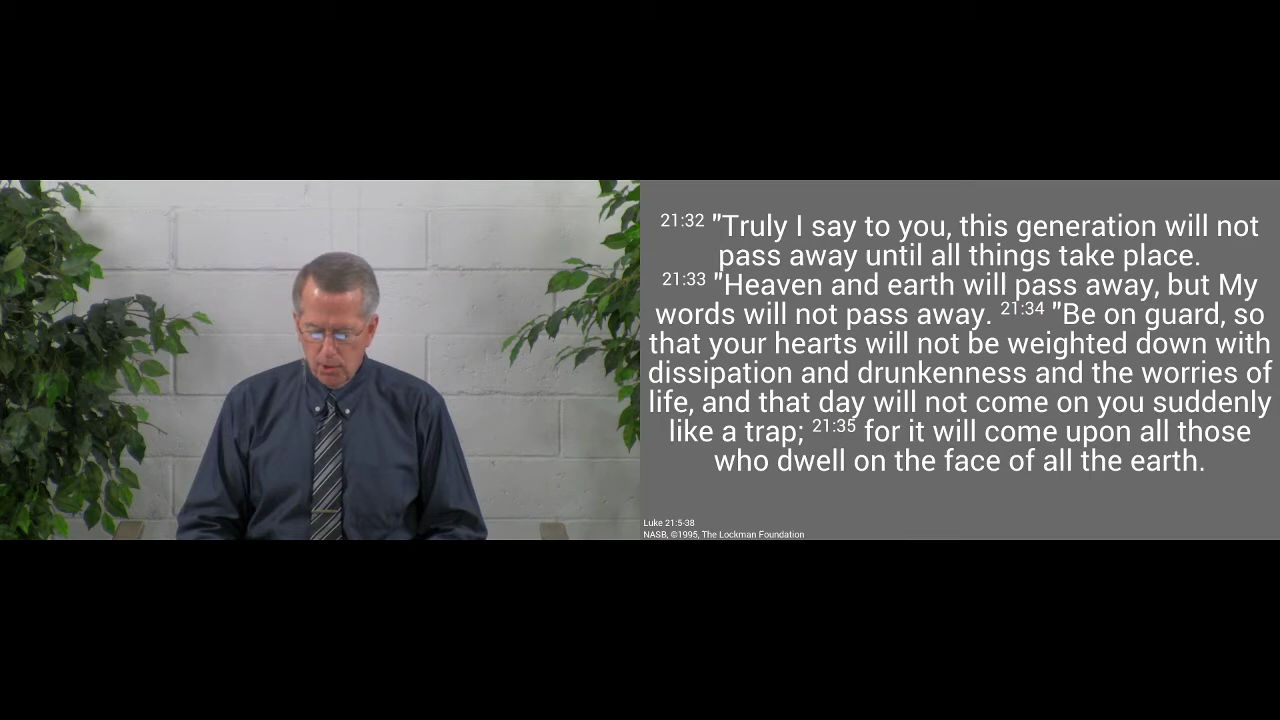 21:32 "Truly I say to you, this generation will not
pass away until all things take place.
21:33 "Heaven and earth will pass away, but My
words will not pass away. 21:34 "Be on guard, so
that your hearts will not be weighted down with
dissipation and drunkenness and the worries of
life, and that day will not come on you suddenly
like a trap; 21:35 for it will come upon all those
who dwell on the face of all the earth.
Luke 21:5-38
NASB, ©1995, The Lockman Foundation